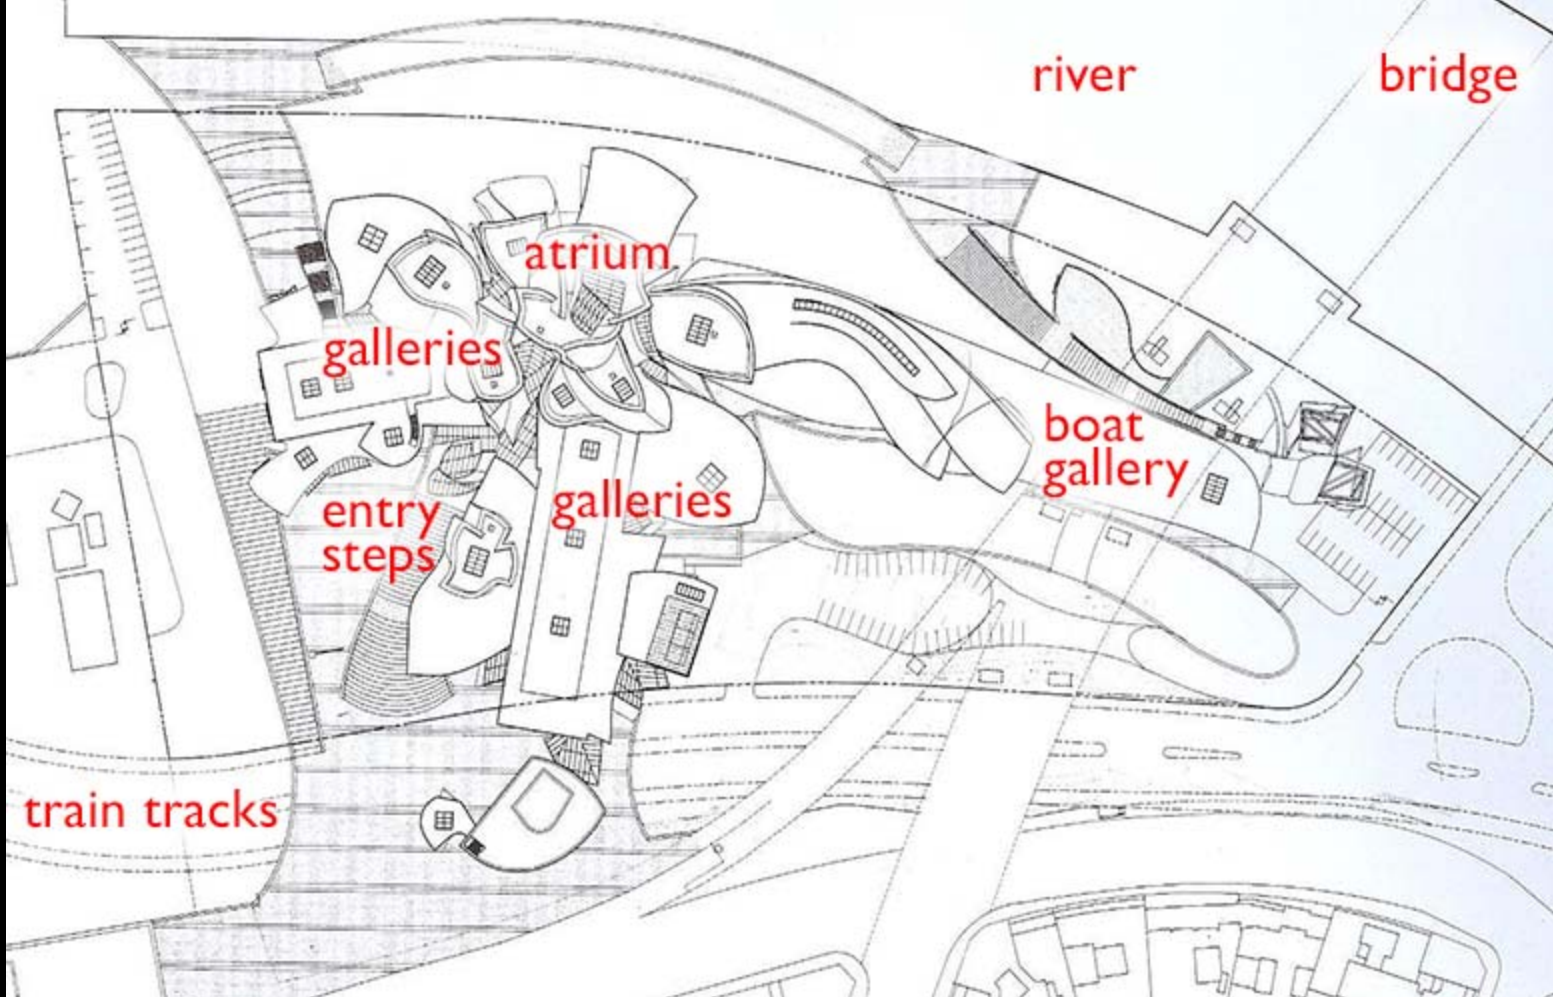 river
bridge
atrium
galleries
boat
gallery
entry
steps
galleries
train tracks